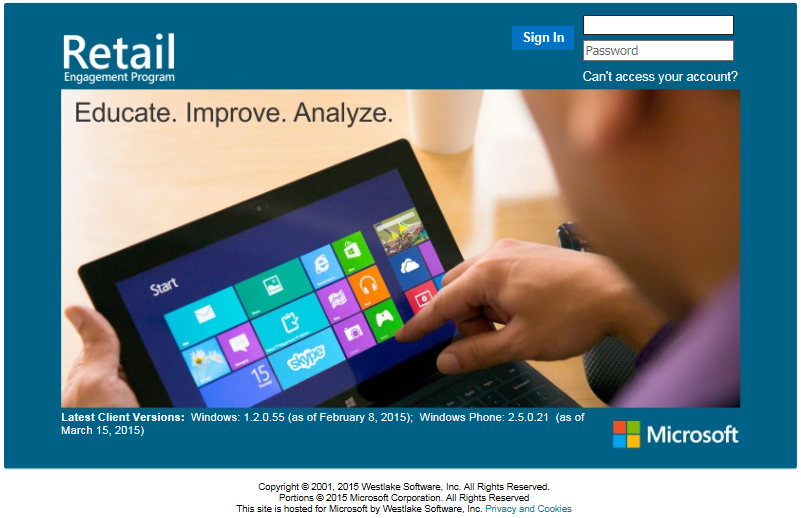 Retail
Engagement Program
Sign In
Password
Can't access your account?
Educate. Improve. Analyze.
Start
skype
15
Latest Client Versions: Windows: 1.2.0.55 (as of February 8, 2015); Windows Phone: 2.5.0.21 (as of
March 15, 2015)
Microsoft
Copyright © 2001, 2015 Westlake Software, Inc. All Rights Reserved.
Portions © 2015 Microsoft Corporation. All Rights Reserved
This site is hosted for Microsoft by Westlake Software, Inc. Privacy and Cookies